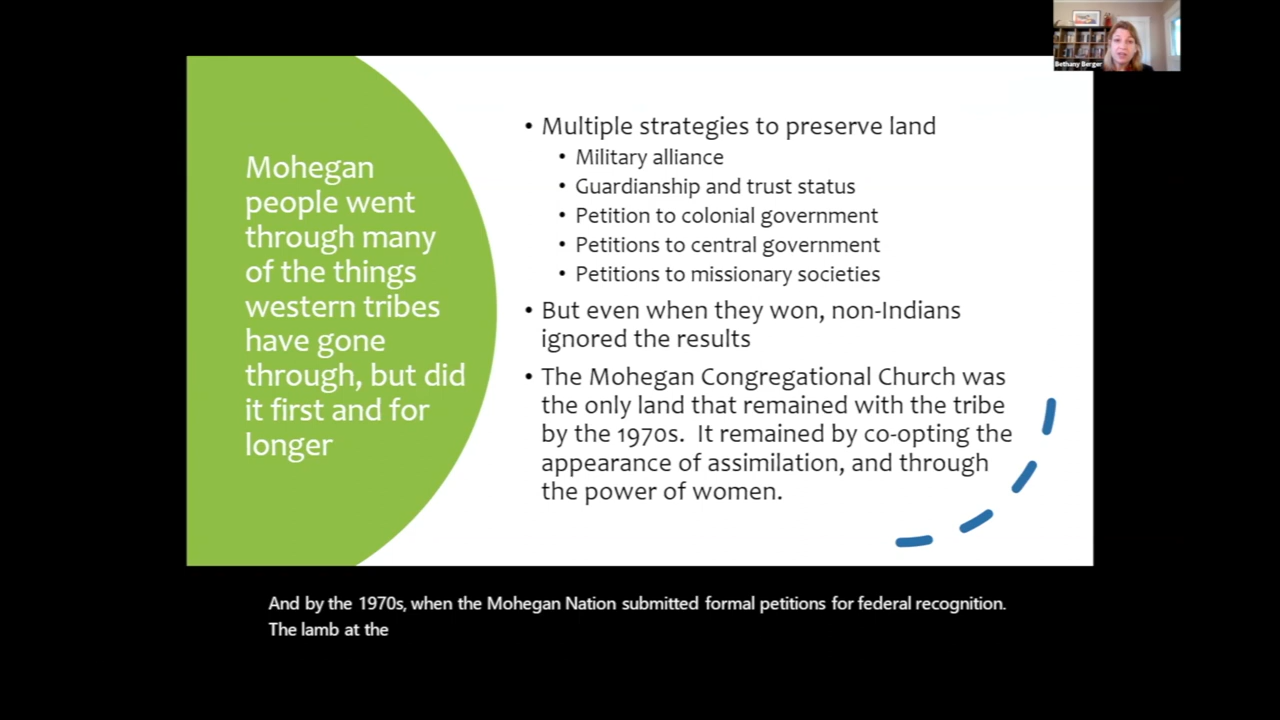 Bethany Berger
Mohegan
people went
through many
of the things
western tribes
have gone
through, but did
it first and for
longer
• Multiple strategies to preserve land
• Military alliance
• Guardianship and trust status
• Petition to colonial government
• Petitions to central government
• Petitions to missionary societies
• But even when they won, non-Indians
ignored the results
• The Mohegan Congregational Church was
the only land that remained with the tribe
by the 1970s.  It remained by co-opting the
appearance of assimilation, and through
the power of women.
And by the 1970s, when the Mohegan Nation submitted formal petitions for federal recognition.
The lamb at the